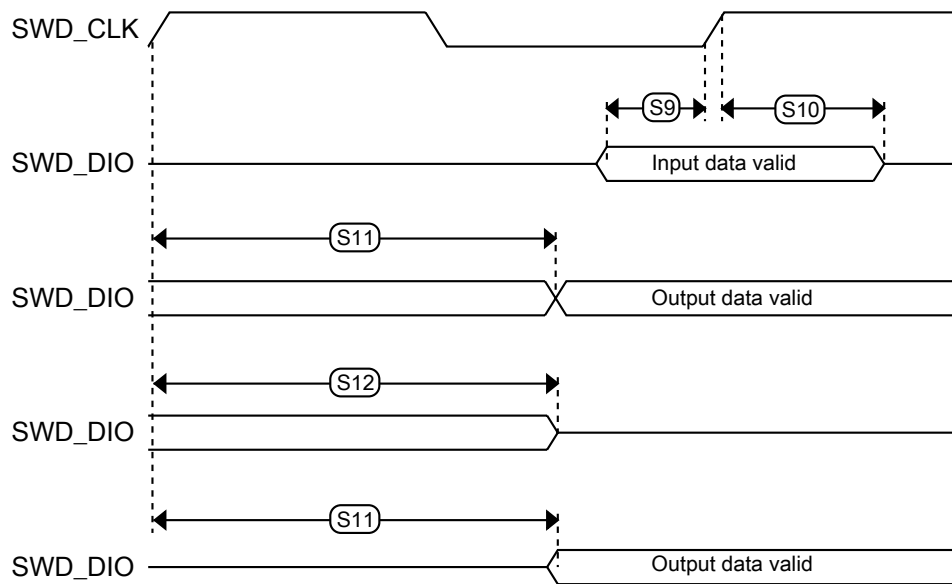 SWD_CLK
S9
S10
SWD_DIO
Input data valid
S11
SWD_DIO
Output data valid
S12
SWD_DIO
S11
SWD_DIO
Output data valid